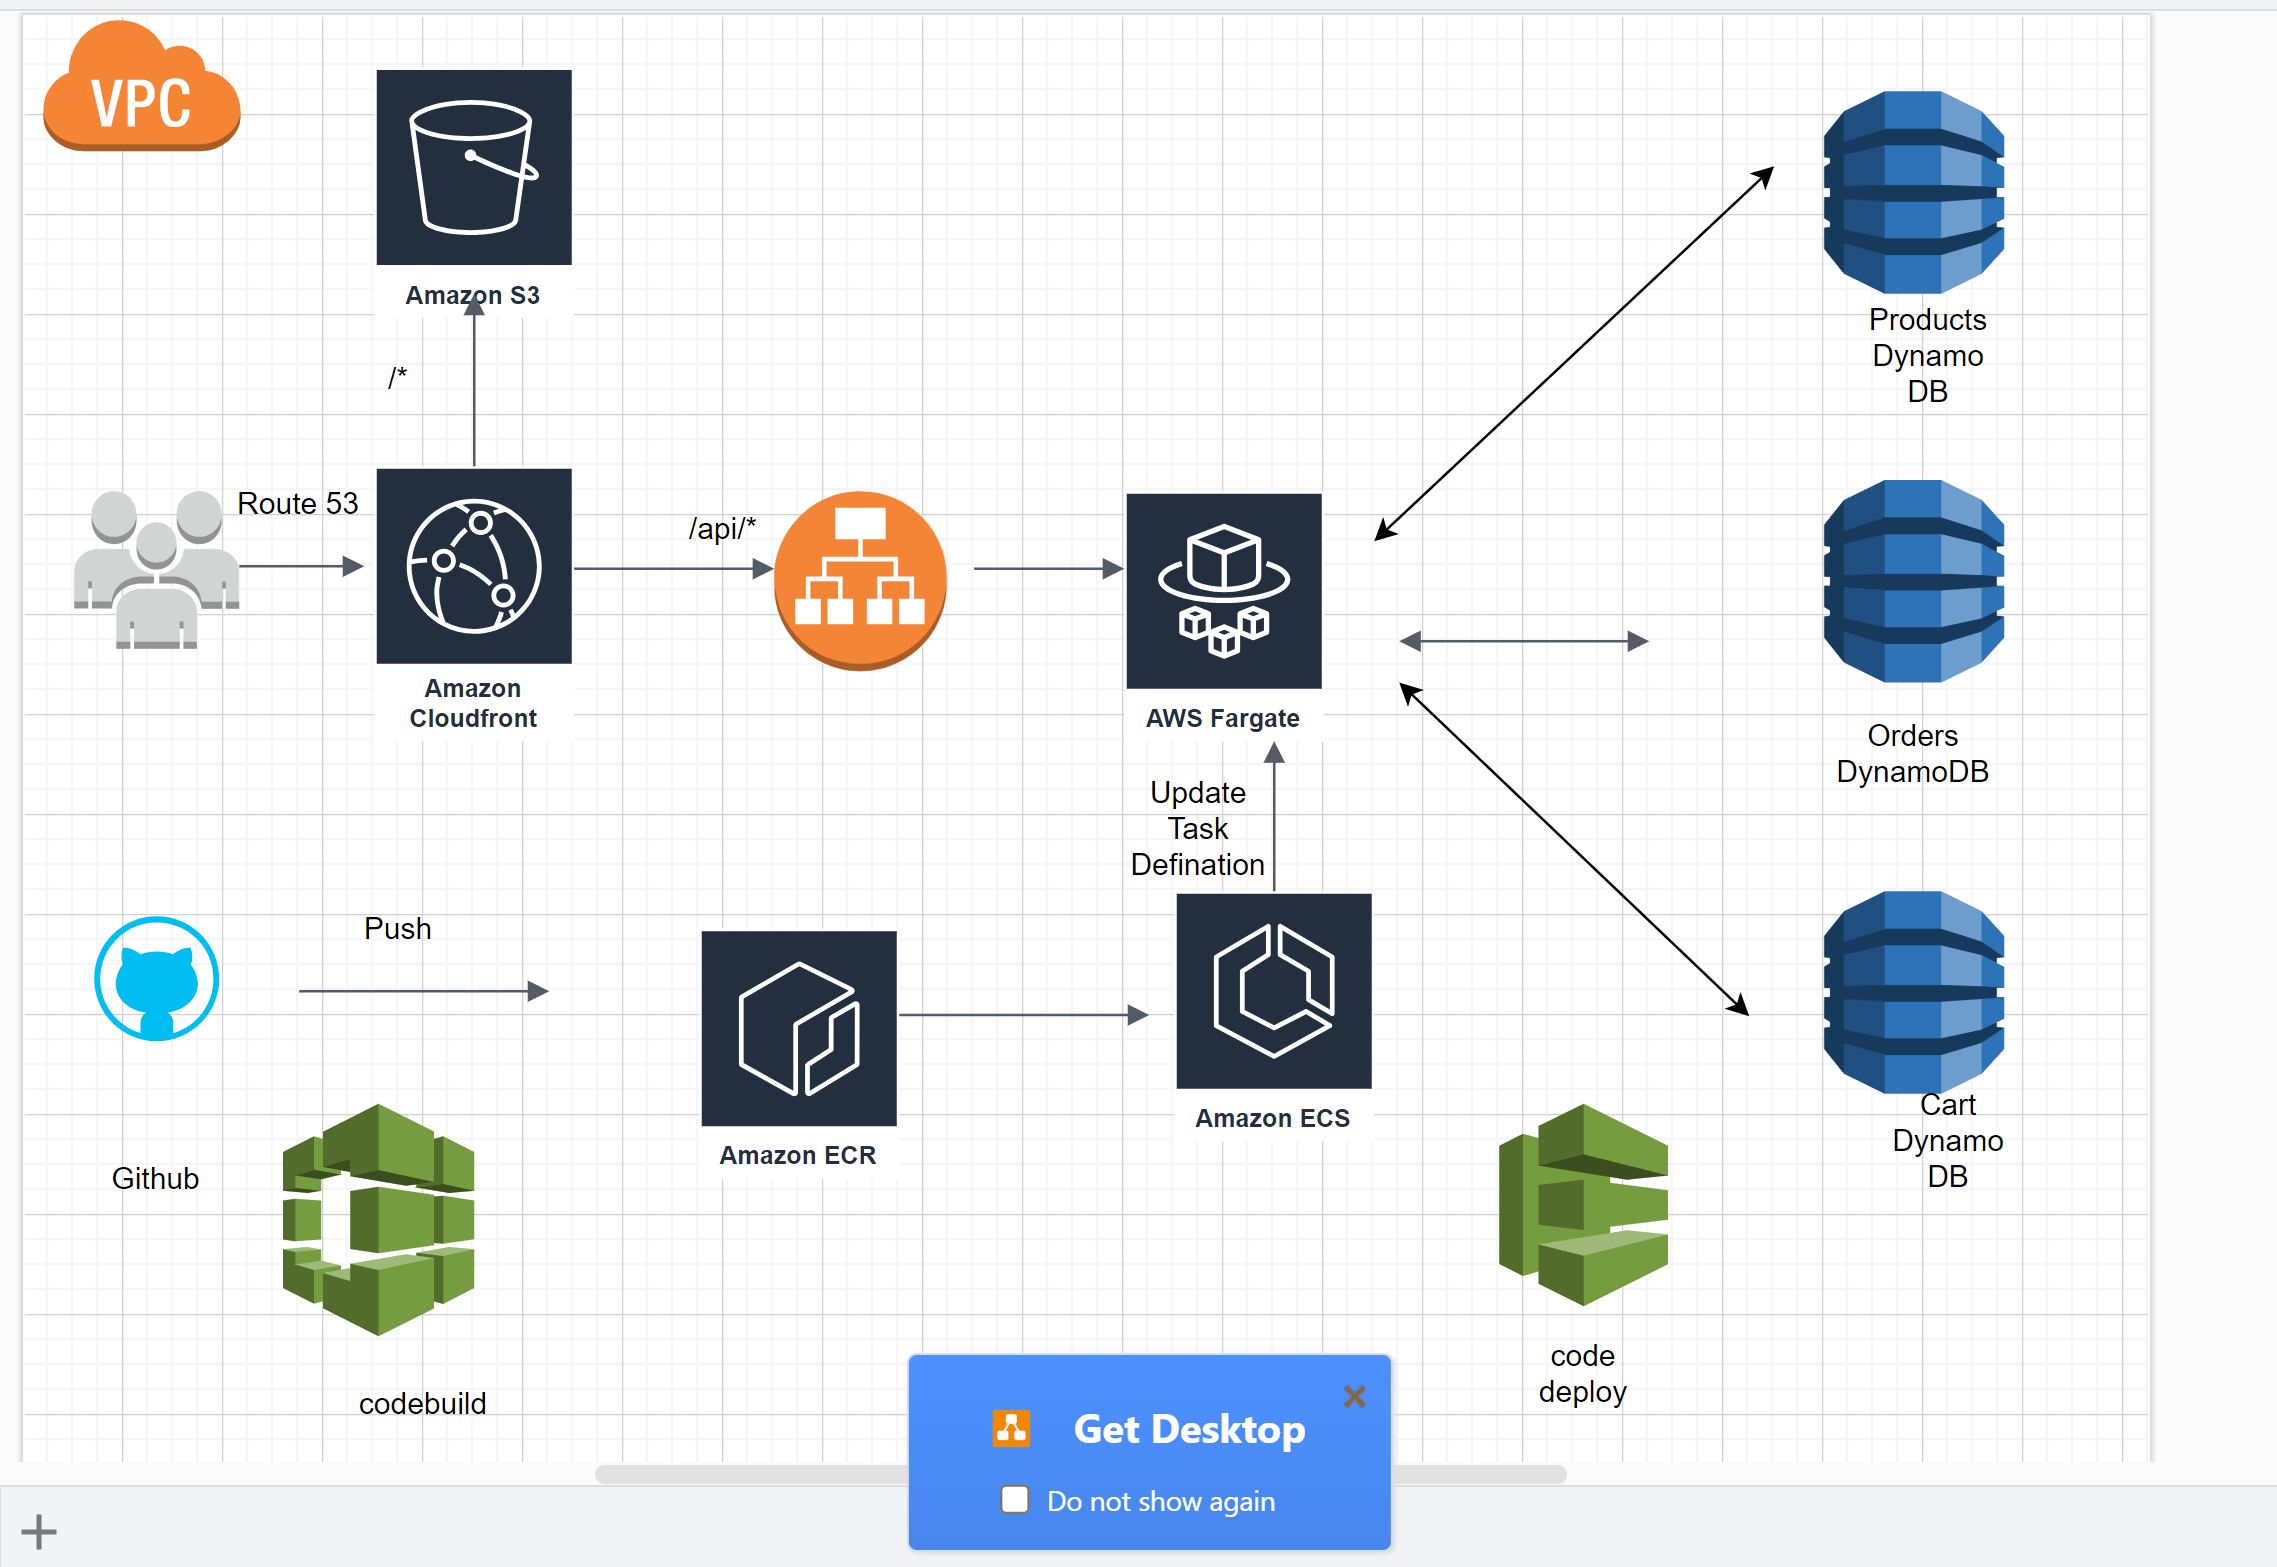 VPC
Amazon S3
/*
Route 53
/api/*
Amazon
Cloudfront
AWS Fargate
Products
Dynamo
DB
Orders
DynamoDB
Update
Task
Defination
Push
Github
Amazon ECR
Amazon ECS
Cart
Dynamo
DB
codebuild
code
deploy
Get Desktop
Do not show again